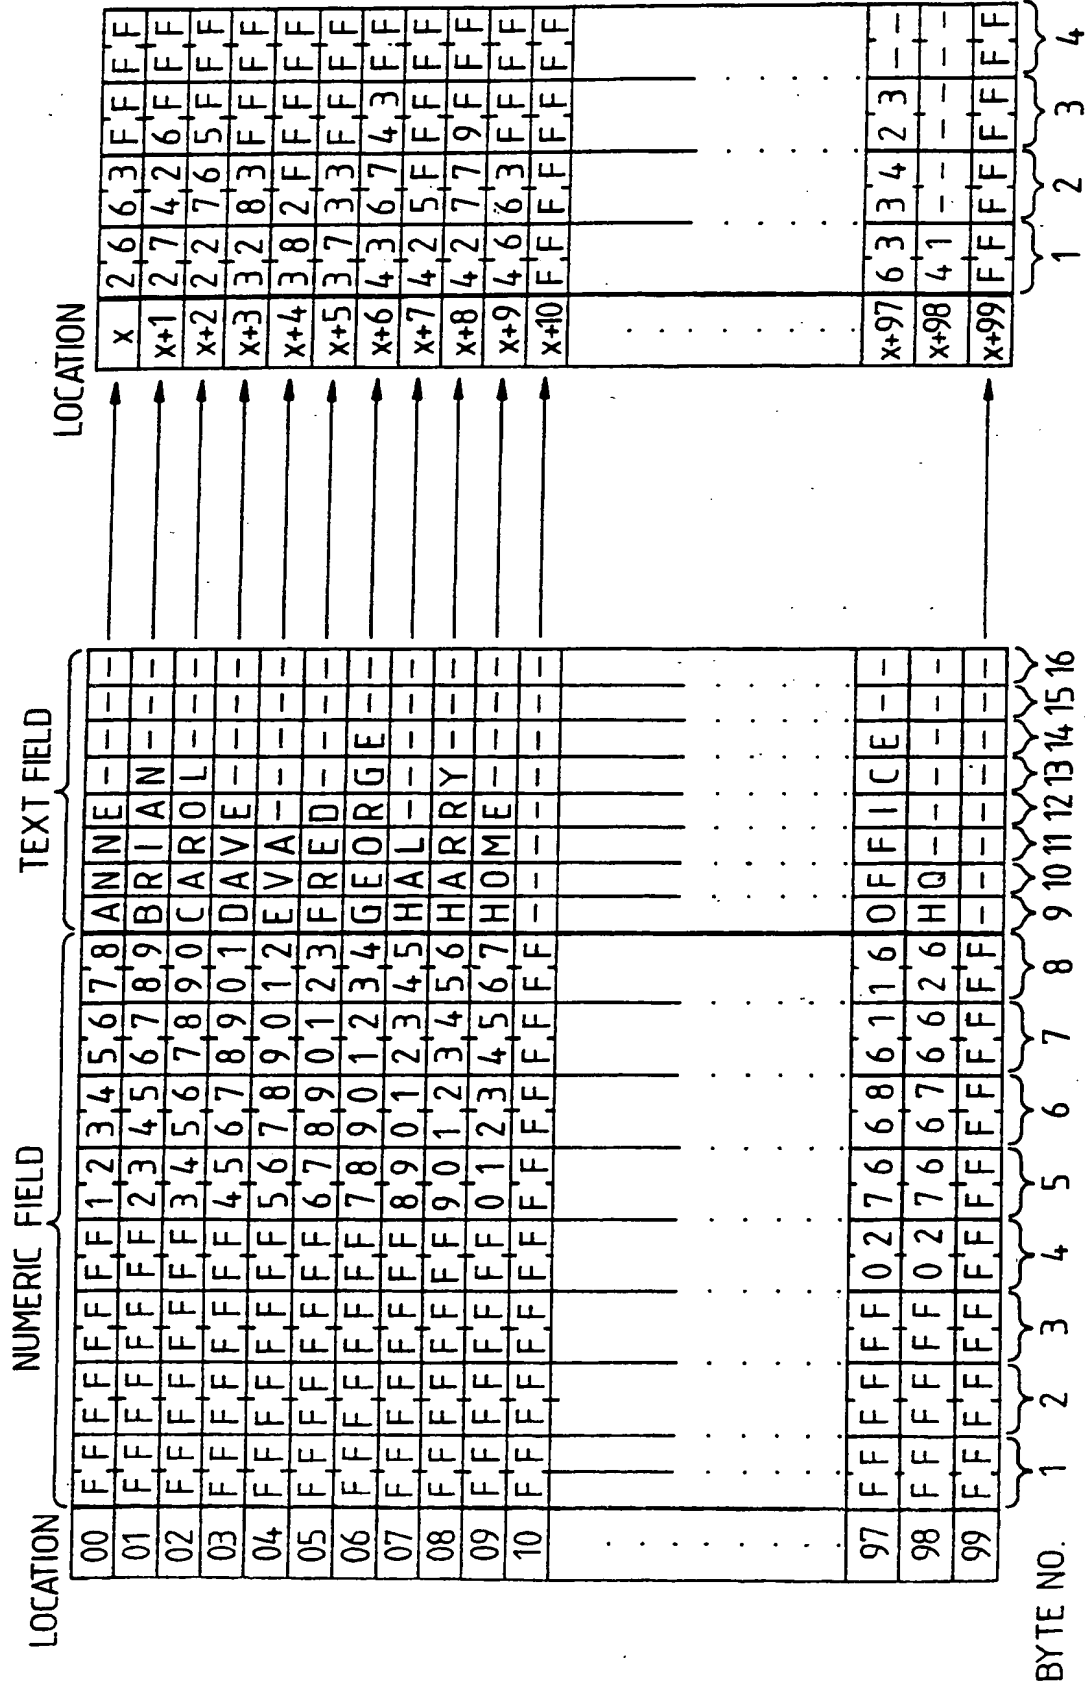 NUMERIC FIELD TEXT FIELD
LOCATION LOCATION
00 F F F F F F F F 1 2 3 4 5 6 7 8 A N N E - - - - x 2 6 6 3 F F F F
01 F F F F F F F F 2 3 4 5 6 7 8 9 B R I A N - - - x+1 2 7 4 2 6 F F F
02 F F F F F F F F 3 4 5 6 7 8 9 0 C A R O L - - - x+2 2 2 7 6 5 F F F
03 F F F F F F F F 4 5 6 7 8 9 0 1 D A V E - - - - x+3 3 2 8 3 F F F F
04 F F F F F F F F 5 6 7 8 9 0 1 2 E V A - - - - - x+4 3 8 2 F F F F F
05 F F F F F F F F 6 7 8 9 0 1 2 3 F R E D - - - - x+5 3 7 3 3 F F F F
06 F F F F F F F F 7 8 9 0 1 2 3 4 G E O R G E - - x+6 4 3 6 7 4 3 F F
07 F F F F F F F F 8 9 0 1 2 3 4 5 H A L - - - - - x+7 4 2 5 F F F F F
08 F F F F F F F F 9 0 1 2 3 4 5 6 H A R R Y - - - x+8 4 2 7 7 9 F F F
09 F F F F F F F F 0 1 2 3 4 5 6 7 H O M E - - - - x+9 4 6 6 3 F F F F
10 F F F F F F F F F F F F F F F F - - - - - - - - x+10 F F F F F F F F
97 F F F F F F 0 2 7 6 6 8 6 1 1 6 O F F I C E - - x+97 6 3 3 4 2 3 - -
98 F F F F F F 0 2 7 6 6 7 6 6 2 6 H Q - - - - - - x+98 4 1 - - - - - -
99 F F F F F F F F F F F F F F F F - - - - - - - - x+99 F F F F F F F F
BYTE NO. 1 2 3 4 5 6 7 8 9 10 11 12 13 14 15 16 1 2 3 4